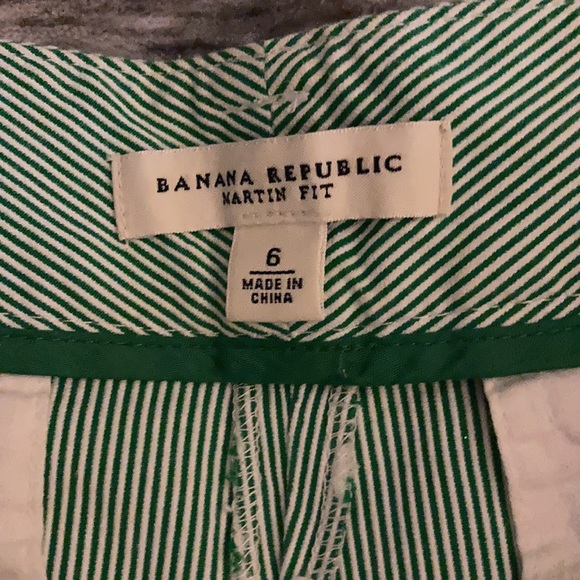 BANANA REPUBLIC
MARTIN FIT
6
MADE IN
CHINA